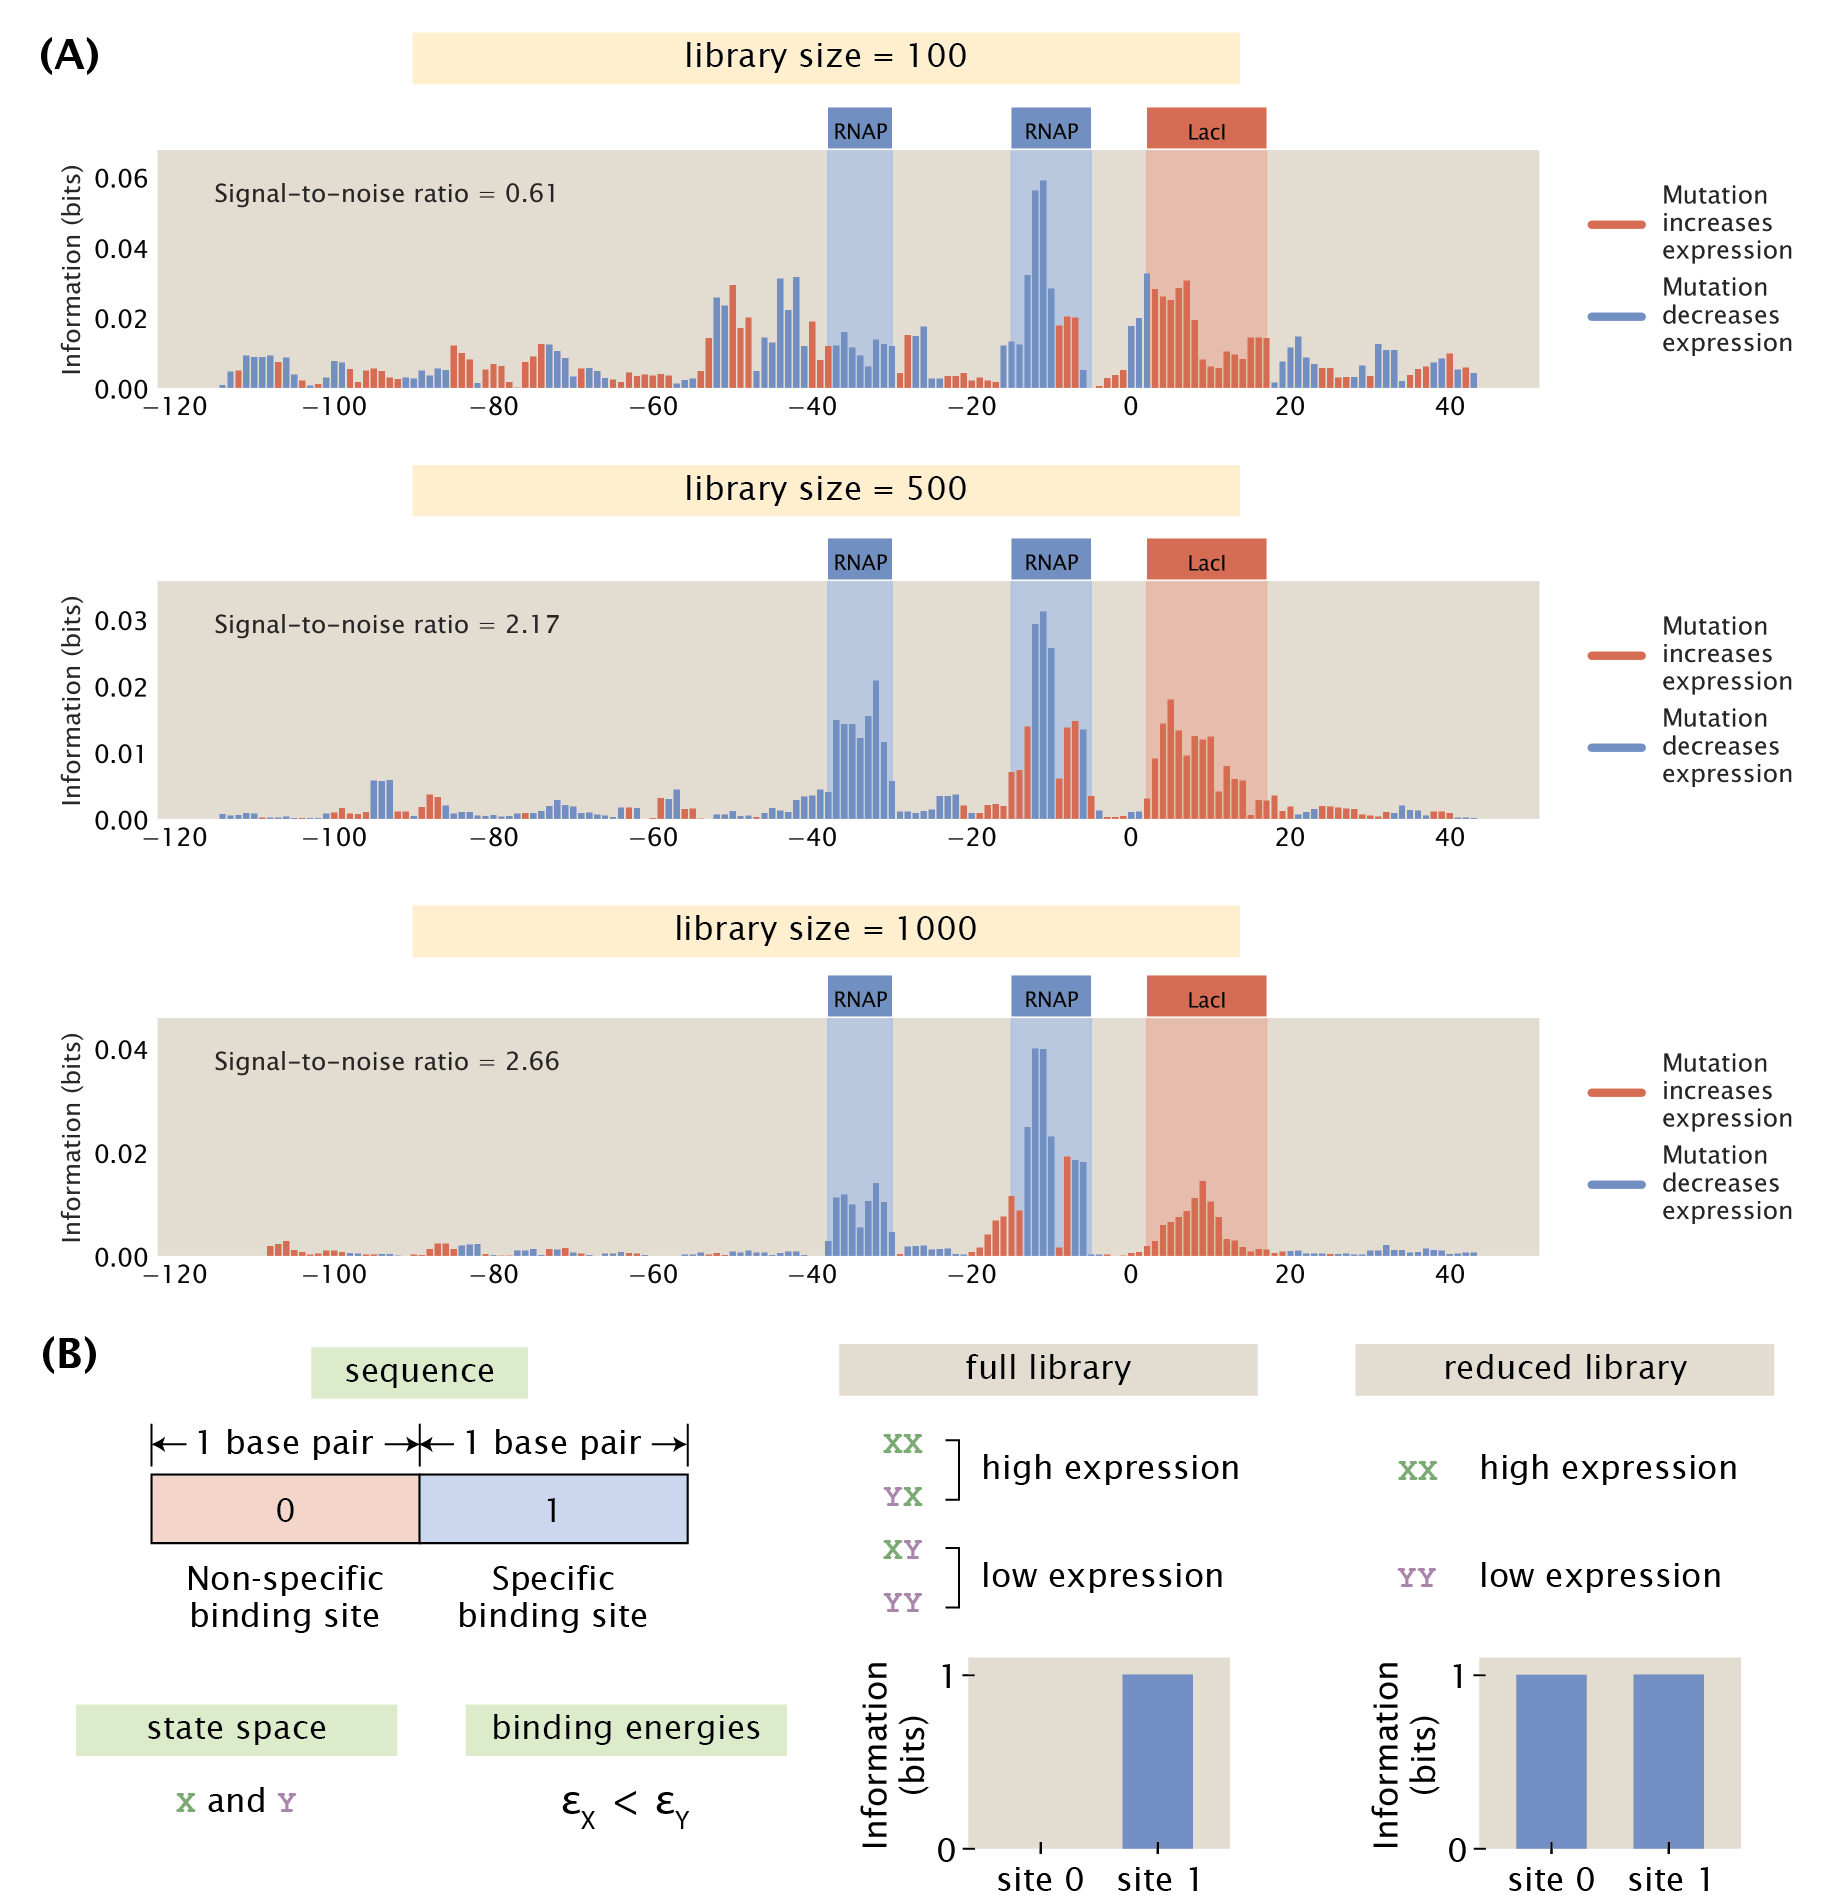 (A)
library size = 100
RNAP RNAP LacI
Information (bits)
0.06
0.04
0.02
0.00
Signal-to-noise ratio = 0.61
−120 −100 −80 −60 −40 −20 0 20 40
Mutation
increases
expression
Mutation
decreases
expression
library size = 500
RNAP RNAP LacI
Information (bits)
0.03
0.02
0.01
0.00
Signal-to-noise ratio = 2.17
−120 −100 −80 −60 −40 −20 0 20 40
Mutation
increases
expression
Mutation
decreases
expression
library size = 1000
RNAP RNAP LacI
Information (bits)
0.04
0.02
0.00
Signal-to-noise ratio = 2.66
−120 −100 −80 −60 −40 −20 0 20 40
Mutation
increases
expression
Mutation
decreases
expression
(B)
sequence
1 base pair 1 base pair
0 1
Non-specific
binding site
Specific
binding site
state space
X and Y
binding energies
εX < εY
full library
XX
YX
high expression
XY
YY
low expression
Information
(bits)
1
0
site 0 site 1
reduced library
XX high expression
YY low expression
Information
(bits)
1
0
site 0 site 1